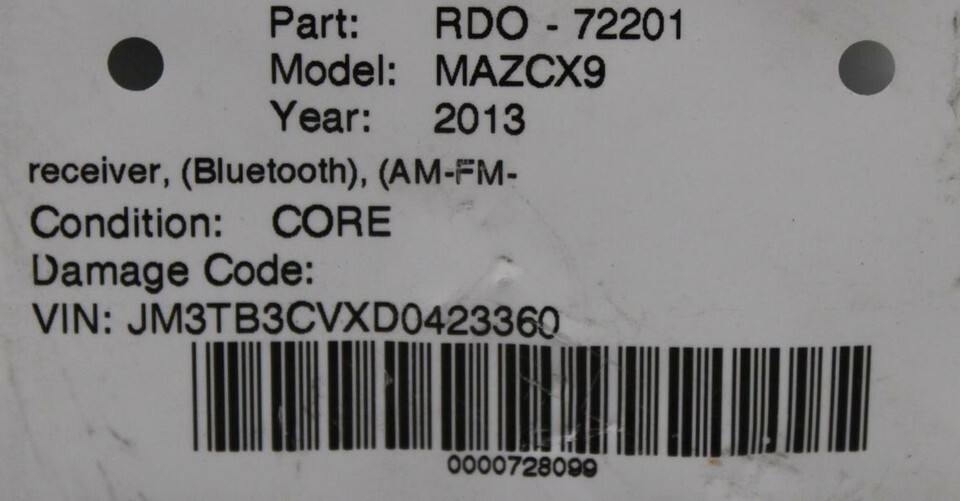 Part: RDO - 72201
Model: MAZCX9
Year: 2013
receiver, (Bluetooth), (AM-FM-
Condition: CORE
Damage Code:
VIN: JM3TB3CVXD0423360
0000728099